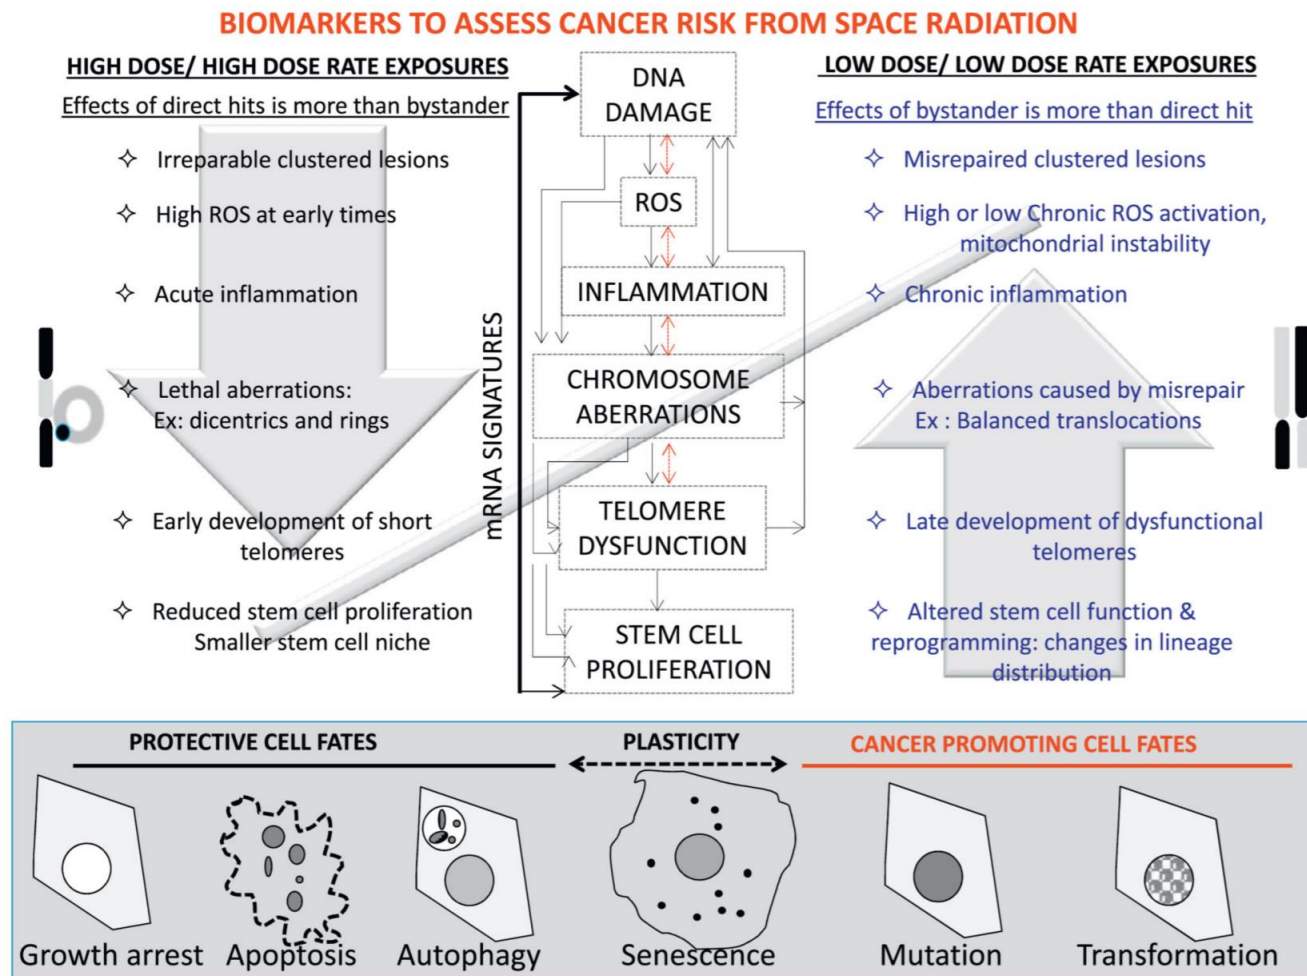 BIOMARKERS TO ASSESS CANCER RISK FROM SPACE RADIATION
HIGH DOSE/ HIGH DOSE RATE EXPOSURES
Effects of direct hits is more than bystander
Irreparable clustered lesions
High ROS at early times
Acute inflammation
Lethal aberrations:
Ex: dicentrics and rings
Early development of short
telomeres
Reduced stem cell proliferation
Smaller stem cell niche
mRNA SIGNATURES
DNA
DAMAGE
ROS
INFLAMMATION
CHROMOSOME
ABERRATIONS
TELOMERE
DYSFUNCTION
STEM CELL
PROLIFERATION
LOW DOSE/ LOW DOSE RATE EXPOSURES
Effects of bystander is more than direct hit
Misrepaired clustered lesions
High or low Chronic ROS activation,
mitochondrial instability
Chronic inflammation
Aberrations caused by misrepair
Ex : Balanced translocations
Late development of dysfunctional
telomeres
Altered stem cell function &
reprogramming: changes in lineage
distribution
PROTECTIVE CELL FATES
PLASTICITY
CANCER PROMOTING CELL FATES
Growth arrest
Apoptosis
Autophagy
Senescence
Mutation
Transformation